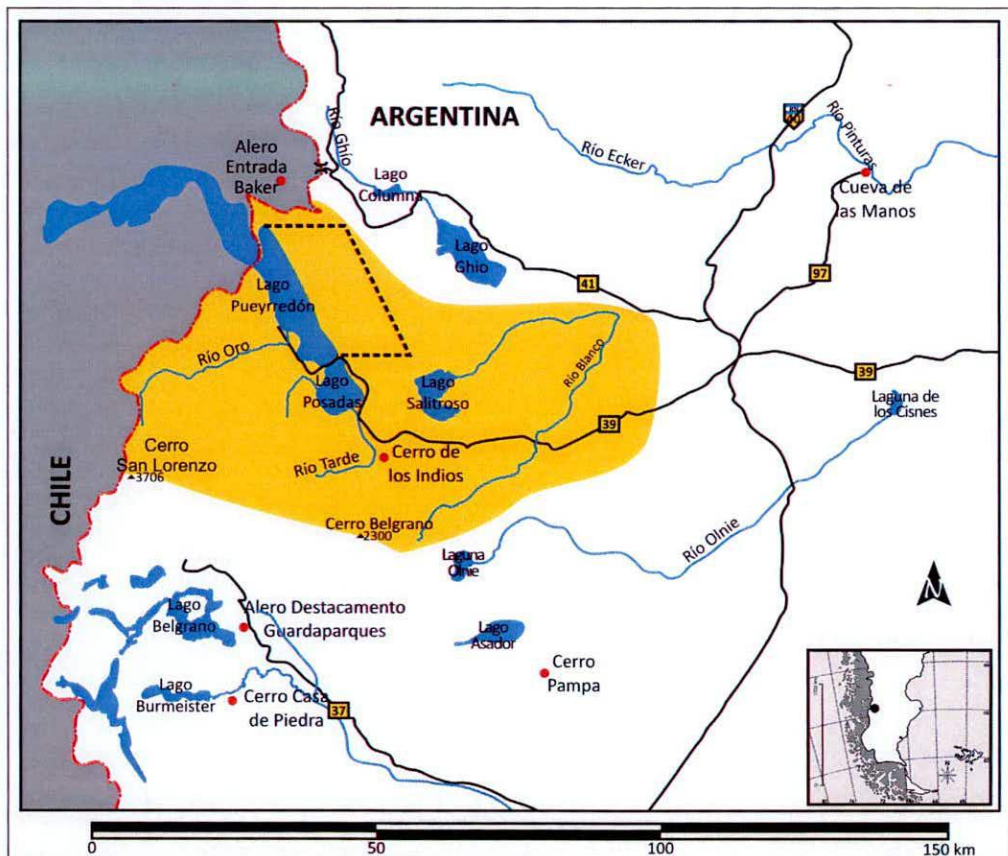 ARGENTINA
Río Ghío
Alero
Entrada
Baker
Lago
Columna
Río Ecker
40
Río Pinturas
Cueva de
las Manos
Lago
Ghio
41
97
Lago
Pueyrredón
Río Oro
Río Blanco
Lago
Posadas
Lago
Salitroso
39
Laguna de
los Cisnes
39
Cerro
San Lorenzo
3706
Río Tarde
Cerro de
los Indios
CHILE
Cerro Belgrano
2300
Río Olnie
Laguna
Olnie
N
Lago
Belgrano
Alero Destacamento
Guardaparques
Lago
Asador
Cerro
Pampa
Lago
Burmeister
Cerro Casa
de Piedra
37
N
0 50 100 150 km